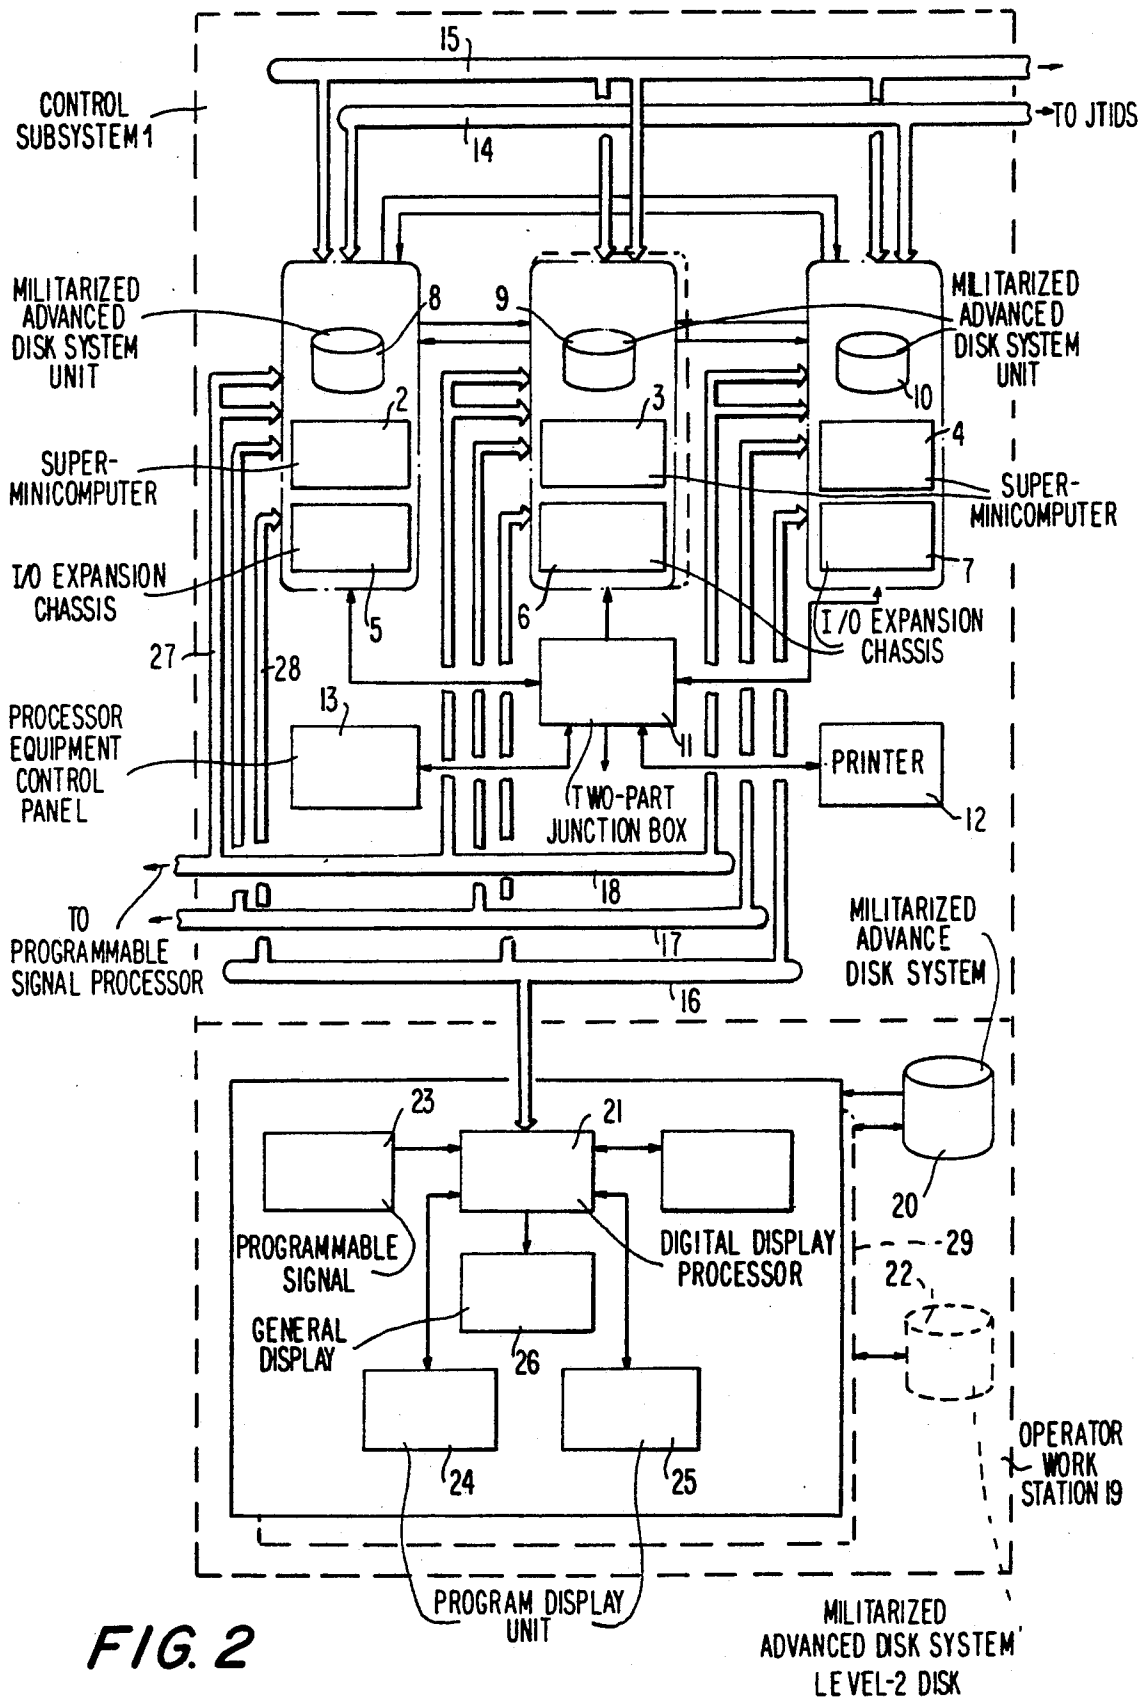 15
CONTROL
SUBSYSTEM 1
14
TO JTIDS
MILITARIZED
ADVANCED
DISK SYSTEM
UNIT
8
9
MILITARIZED
ADVANCED
DISK SYSTEM
UNIT
10
2
3
4
SUPER-
MINICOMPUTER
SUPER-
MINICOMPUTER
I/O EXPANSION
CHASSIS
5
6
7
I/O EXPANSION
CHASSIS
27
28
PROCESSOR
EQUIPMENT
CONTROL
PANEL
13
11
PRINTER
12
TWO-PART
JUNCTION BOX
18
TO
PROGRAMMABLE
SIGNAL PROCESSOR
17
16
MILITARIZED
ADVANCE
DISK SYSTEM
23
21
20
PROGRAMMABLE
SIGNAL
DIGITAL DISPLAY
PROCESSOR
29
22
GENERAL
DISPLAY
26
24
25
OPERATOR
WORK
STATION 19
PROGRAM DISPLAY
UNIT
MILITARIZED
ADVANCED DISK SYSTEM
LEVEL-2 DISK
FIG. 2